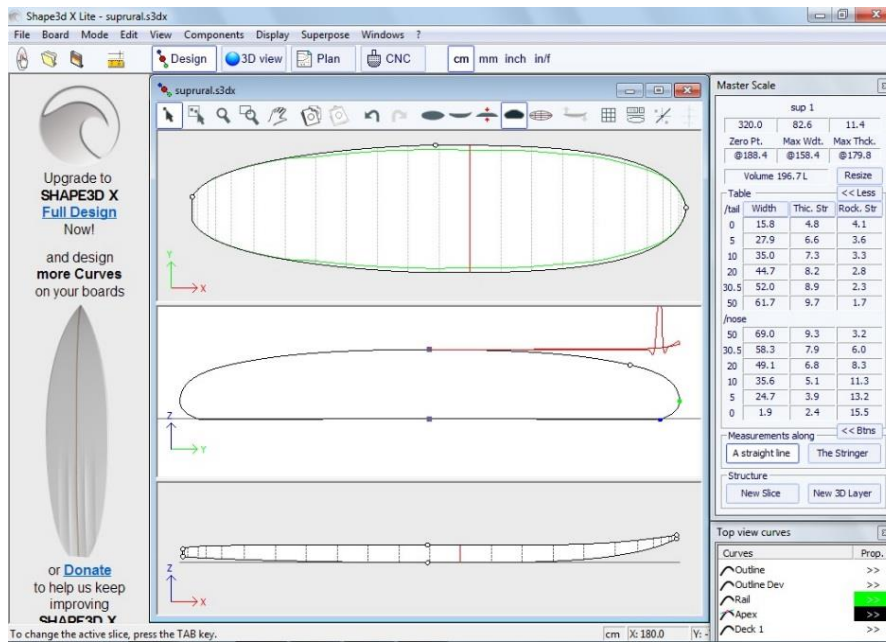 Shape3d X Lite - suprural.s3dx
File Board Mode Edit View Components Display Superpose Windows ?
Design 3D view Plan CNC cm mm inch in/f
Upgrade to
SHAPE3D X
Full Design
Now!
and design
more Curves
on your boards
or Donate
to help us keep
improving
SHAPE3D X
suprural.s3dx
Y
X
Z
Y
Z
X
Master Scale
sup 1
320.0 82.6 11.4
Zero Pt. Max Wdt. Max Thck.
@188.4 @158.4 @179.8
Volume 196.7 L Resize
Table << Less
/tail Width Thic. Str Rock. Str
0 15.8 4.8 4.1
5 27.9 6.6 3.6
10 35.0 7.3 3.3
20 44.7 8.2 2.8
30.5 52.0 8.9 2.3
50 61.7 9.7 1.7
/nose
50 69.0 9.3 3.2
30.5 58.3 7.9 6.0
20 49.1 6.8 8.3
10 35.6 5.1 11.3
5 24.7 3.9 13.2
0 1.9 2.4 15.5
<< Btns
Measurements along
A straight line The Stringer
Structure
New Slice New 3D Layer
Top view curves
Curves Prop.
Outline >>
Outline Dev >>
Rail >>
Apex >>
Deck 1 >>
To change the active slice, press the TAB key. cm X: 180.0 Y: -